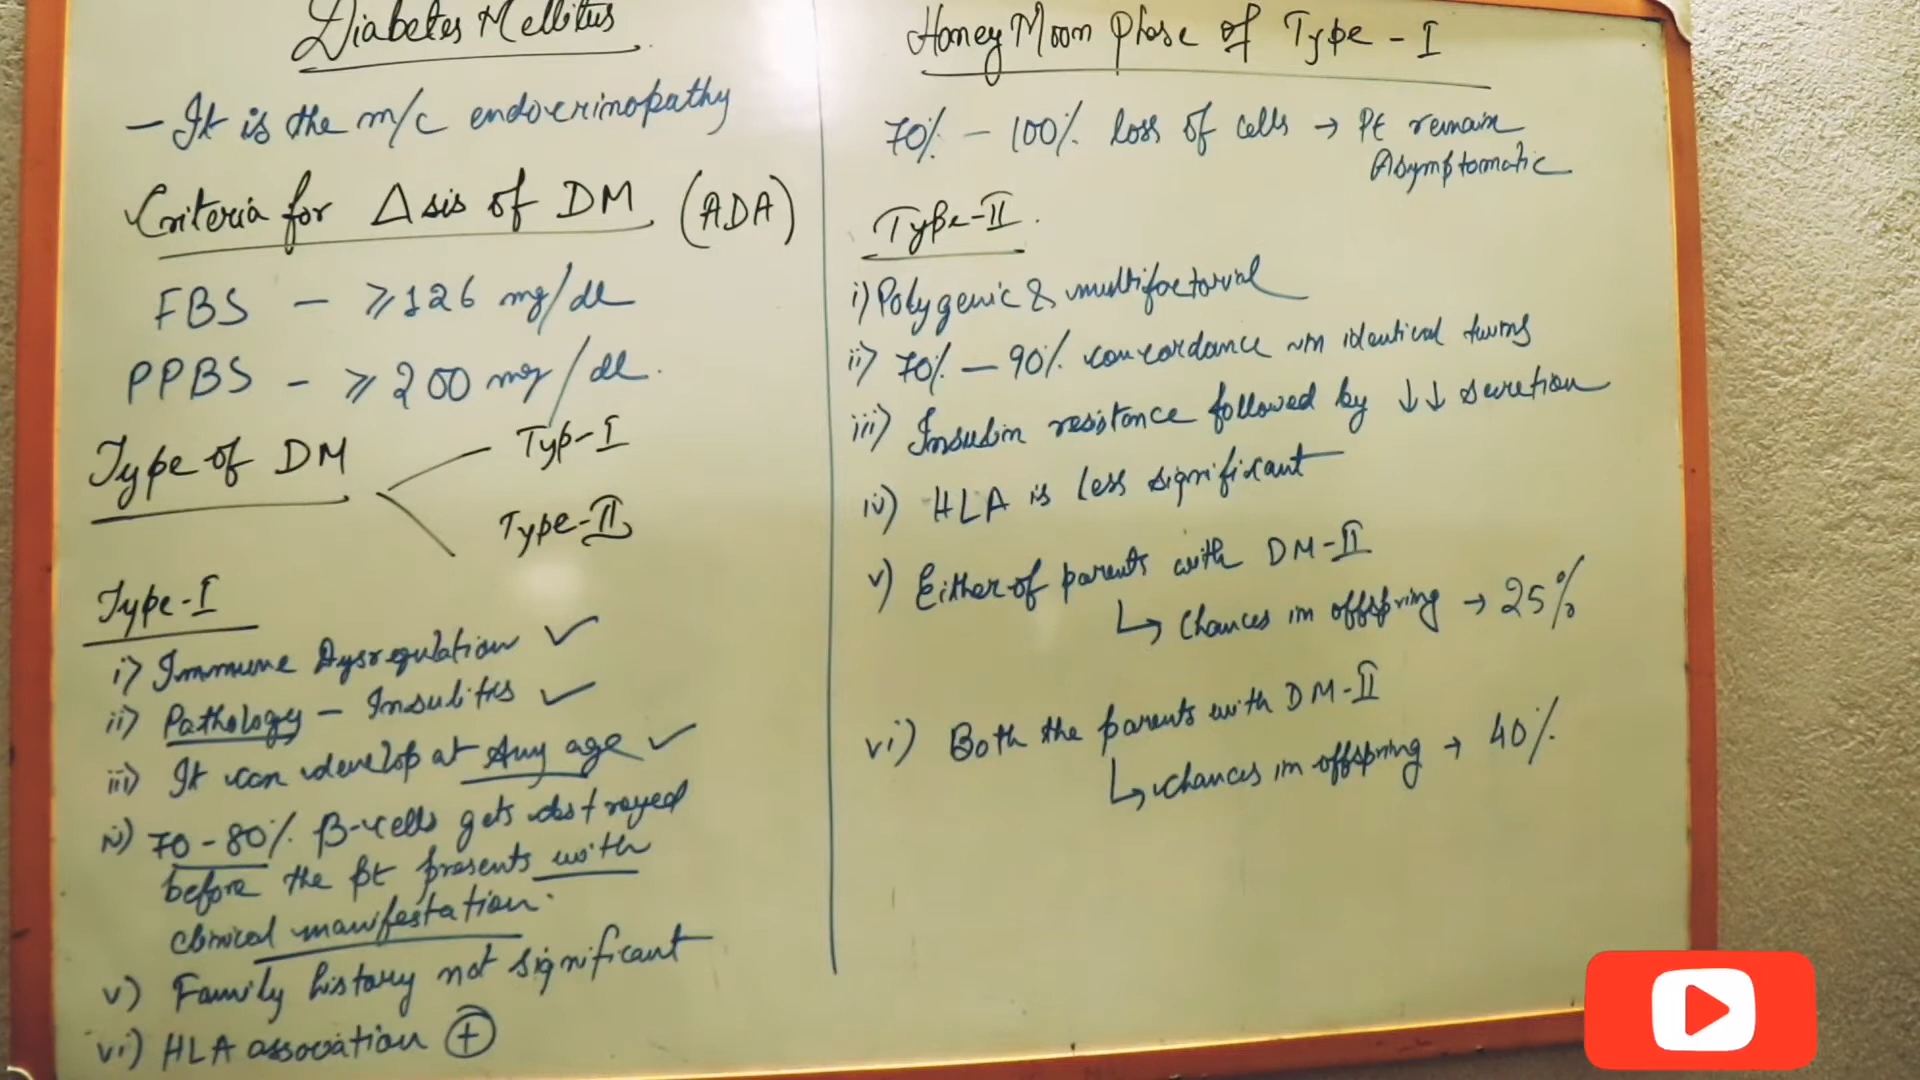 Diabetes Mellitus
- It is the m/c endocrinopathy
Criteria for Δsis of DM (ADA)
FBS - ⩾126 mg/dl
PPBS - ⩾200 mg/dl.
Type of DM
Typ-I
Type-II
Type-I
i) Immune Dysregulation ✓
ii) Pathology - Insulitis ✓
iii) It can develop at Any age ✓
iv) 70-80% β-cells gets destroyed
before the pt presents with
clinical manifestation.
v) Family history not significant
vi) HLA association ⊕
Honey Moon Phase of Type-I
70% - 100% loss of cells → Pt remain
Asymptomatic
Type-II.
i) Polygenic & multifactorial
ii) 70% - 90% concordance in identical twins
iii) Insulin resistance followed by ↓↓ secretion
iv) HLA is less significant
v) Either of parents with DM-II
↳ chances in offspring → 25%
vi) Both the parents with DM-II
↳ chances in offspring → 40%